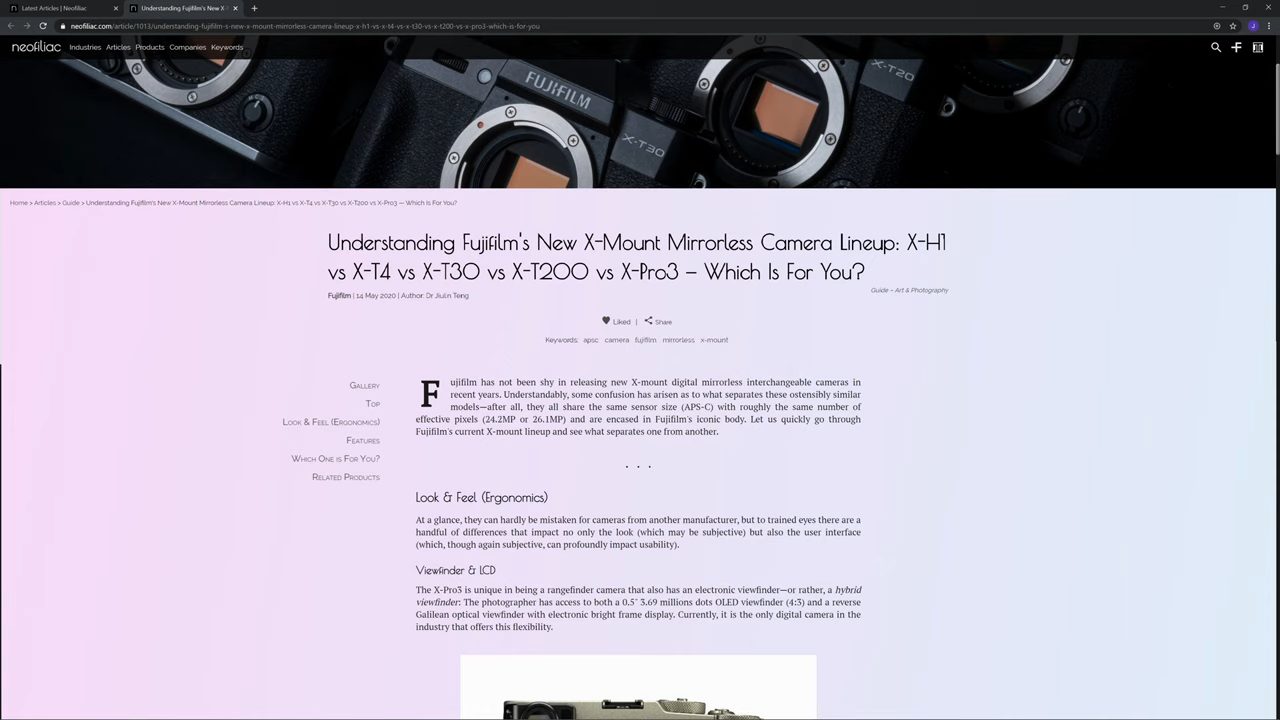 Latest Articles | Neofiliac
Understanding Fujifilm's New X-
neofiliac.com/article/1013/understanding-fujifilm-s-new-x-mount-mirrorless-camera-lineup-x-h1-vs-x-t4-vs-x-t30-vs-x-t200-vs-x-pro3-which-is-for-you
J
neofiliac Industries Articles Products Companies Keywords
FUJIFILM
X-T30
X-T20
Home > Articles > Guide > Understanding Fujifilm's New X-Mount Mirrorless Camera Lineup: X-H1 vs X-T4 vs X-T30 vs X-T200 vs X-Pro3 — Which Is For You?
Understanding Fujifilm's New X-Mount Mirrorless Camera Lineup: X-H1
vs X-T4 vs X-T30 vs X-T200 vs X-Pro3 – Which Is For You?
Guide – Art & Photography
Fujifilm | 14 May 2020 | Author: Dr Jiulin Teng
Liked | Share
Keywords: apsc camera fujifilm mirrorless x-mount
Gallery
Top
Look & Feel (Ergonomics)
Features
Which One is For You?
Related Products
Fujifilm has not been shy in releasing new X-mount digital mirrorless interchangeable cameras in
recent years. Understandably, some confusion has arisen as to what separates these ostensibly similar
models—after all, they all share the same sensor size (APS-C) with roughly the same number of
effective pixels (24.2MP or 26.1MP) and are encased in Fujifilm's iconic body. Let us quickly go through
Fujifilm's current X-mount lineup and see what separates one from another.
. . .
Look & Feel (Ergonomics)
At a glance, they can hardly be mistaken for cameras from another manufacturer, but to trained eyes there are a
handful of differences that impact no only the look (which may be subjective) but also the user interface
(which, though again subjective, can profoundly impact usability).
Viewfinder & LCD
The X-Pro3 is unique in being a rangefinder camera that also has an electronic viewfinder—or rather, a hybrid
viewfinder: The photographer has access to both a 0.5" 3.69 millions dots OLED viewfinder (4:3) and a reverse
Galilean optical viewfinder with electronic bright frame display. Currently, it is the only digital camera in the
industry that offers this flexibility.